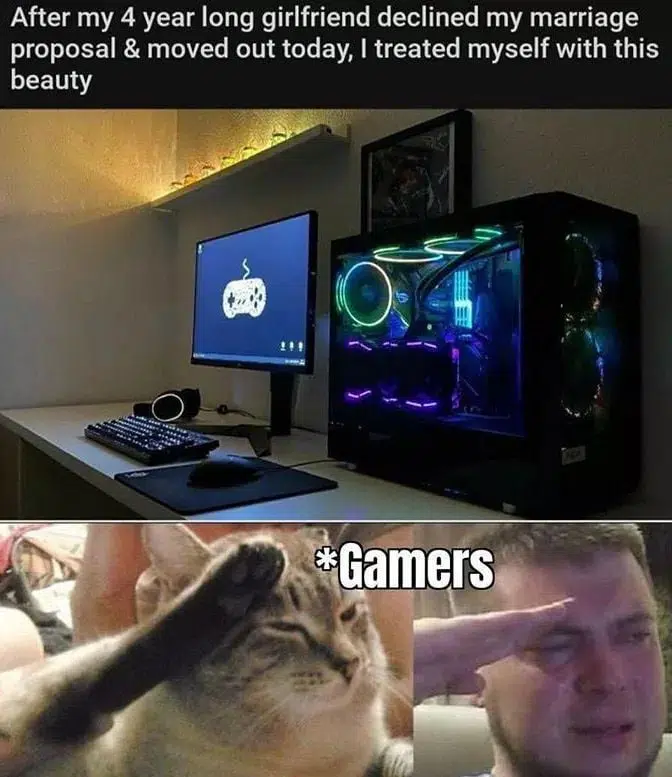 After my 4 year long girlfriend declined my marriage
proposal & moved out today, I treated myself with this
beauty
*Gamers